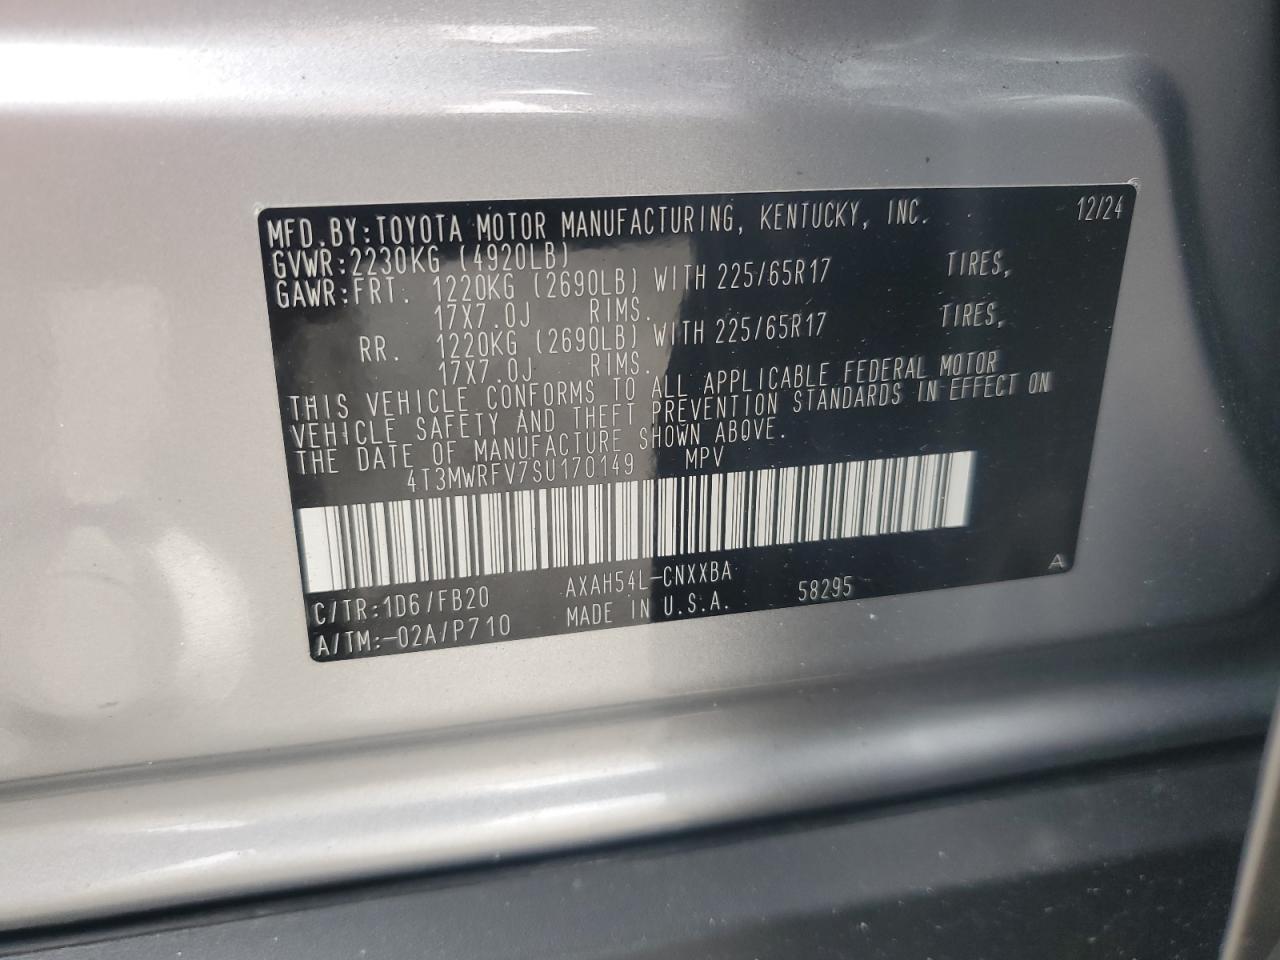 MFD.BY:TOYOTA MOTOR MANUFACTURING, KENTUCKY, INC. 12/24
GVWR:2230KG (4920LB)
GAWR:FRT. 1220KG (2690LB) WITH 225/65R17 TIRES,
17X7.0J RIMS.
RR. 1220KG (2690LB) WITH 225/65R17 TIRES,
17X7.0J RIMS.
THIS VEHICLE CONFORMS TO ALL APPLICABLE FEDERAL MOTOR
VEHICLE SAFETY AND THEFT PREVENTION STANDARDS IN EFFECT ON
THE DATE OF MANUFACTURE SHOWN ABOVE.
4T3MWRFV7SU170149 MPV
C/TR:1D6/FB20 AXAH54L-CNXXBA A
A/TM:-02A/P710 MADE IN U.S.A. 58295